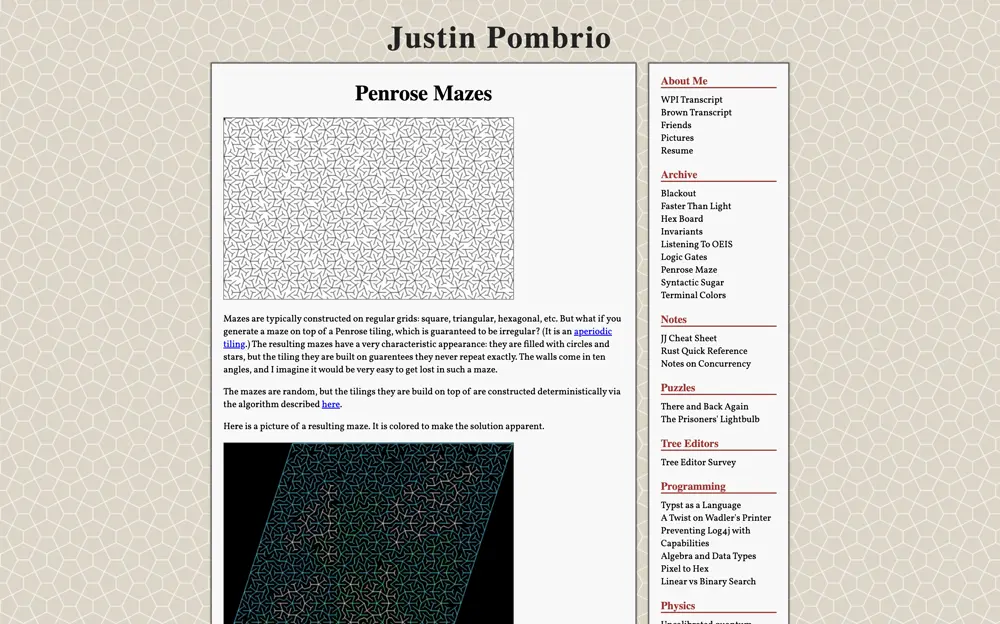 Justin Pombrio
Penrose Mazes
Mazes are typically constructed on regular grids: square, triangular, hexagonal, etc. But what if you
generate a maze on top of a Penrose tiling, which is guaranteed to be irregular? (It is an aperiodic
tiling.) The resulting mazes have a very characteristic appearance: they are filled with circles and
stars, but the tiling they are built on guarentees they never repeat exactly. The walls come in ten
angles, and I imagine it would be very easy to get lost in such a maze.
The mazes are random, but the tilings they are build on top of are constructed deterministically via
the algorithm described here.
Here is a picture of a resulting maze. It is colored to make the solution apparent.
About Me
WPI Transcript
Brown Transcript
Friends
Pictures
Resume
Archive
Blackout
Faster Than Light
Hex Board
Invariants
Listening To OEIS
Logic Gates
Penrose Maze
Syntactic Sugar
Terminal Colors
Notes
JJ Cheat Sheet
Rust Quick Reference
Notes on Concurrency
Puzzles
There and Back Again
The Prisoners' Lightbulb
Tree Editors
Tree Editor Survey
Programming
Typst as a Language
A Twist on Wadler's Printer
Preventing Log4j with
Capabilities
Algebra and Data Types
Pixel to Hex
Linear vs Binary Search
Physics